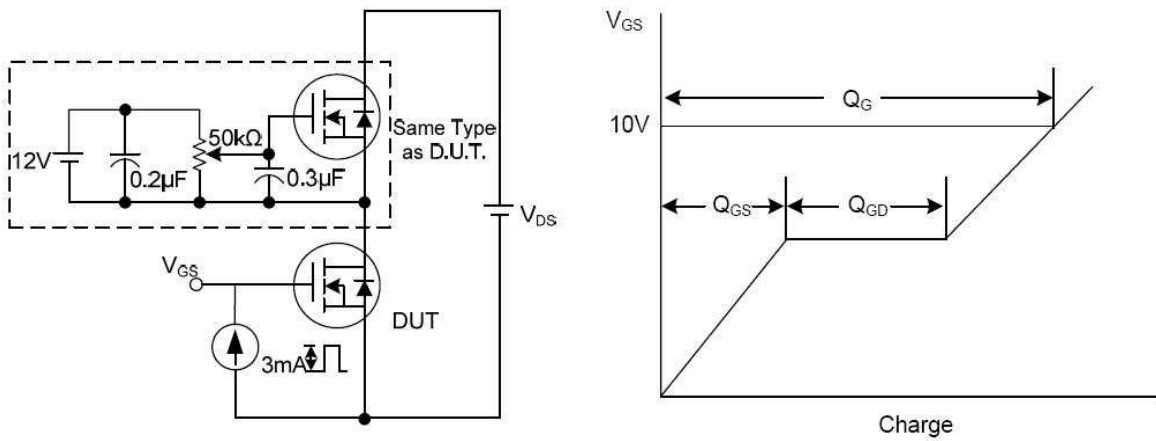 12V
0.2µF
50kΩ
0.3µF
Same Type
as D.U.T.
V_DS
V_GS
DUT
3mA
V_GS
Q_G
10V
Q_GS
Q_GD
Charge